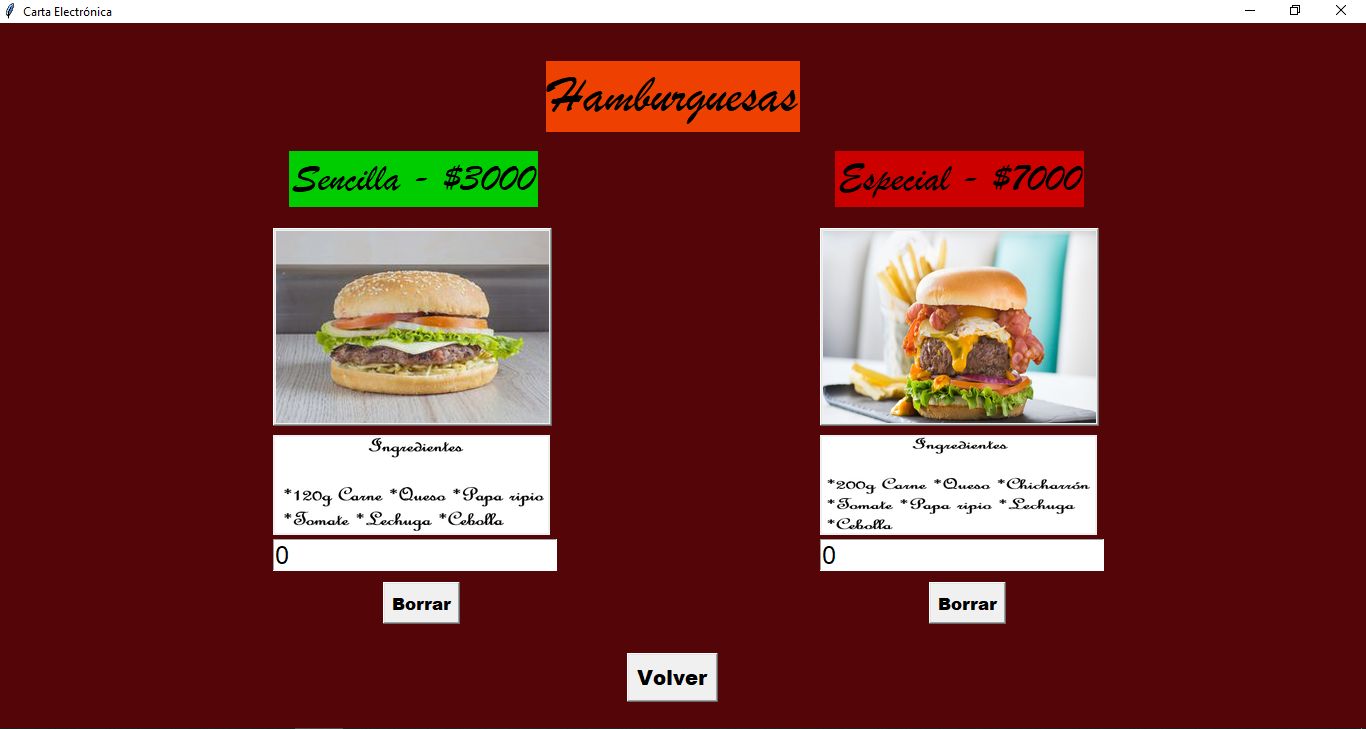 Carta Electrónica
Hamburguesas
Sencilla - $3000
Especial - $7000
Ingredientes
*120g Carne *Queso *Papa ripio
*Tomate *Lechuga *Cebolla
0
Borrar
Ingredientes
*200g Carne *Queso *Chicharrón
*Tomate *Papa ripio *Lechuga
*Cebolla
0
Borrar
Volver